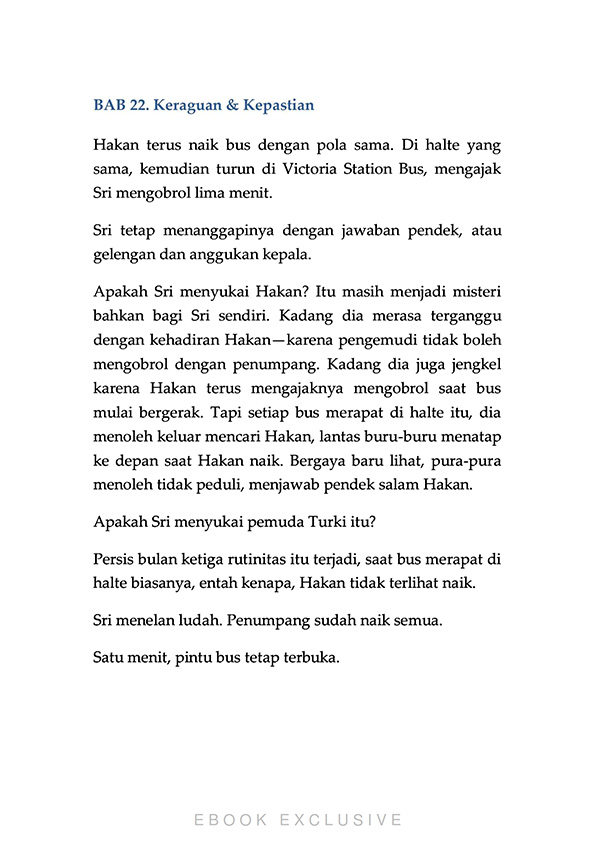 BAB 22. Keraguan & Kepastian
Hakan terus naik bus dengan pola sama. Di halte yang
sama, kemudian turun di Victoria Station Bus, mengajak
Sri mengobrol lima menit.
Sri tetap menanggapinya dengan jawaban pendek, atau
gelengan dan anggukan kepala.
Apakah Sri menyukai Hakan? Itu masih menjadi misteri
bahkan bagi Sri sendiri. Kadang dia merasa terganggu
dengan kehadiran Hakan—karena pengemudi tidak boleh
mengobrol dengan penumpang. Kadang dia juga jengkel
karena Hakan terus mengajaknya mengobrol saat bus
mulai bergerak. Tapi setiap bus merapat di halte itu, dia
menoleh keluar mencari Hakan, lantas buru-buru menatap
ke depan saat Hakan naik. Bergaya baru lihat, pura-pura
menoleh tidak peduli, menjawab pendek salam Hakan.
Apakah Sri menyukai pemuda Turki itu?
Persis bulan ketiga rutinitas itu terjadi, saat bus merapat di
halte biasanya, entah kenapa, Hakan tidak terlihat naik.
Sri menelan ludah. Penumpang sudah naik semua.
Satu menit, pintu bus tetap terbuka.
EBOOK EXCLUSIVE